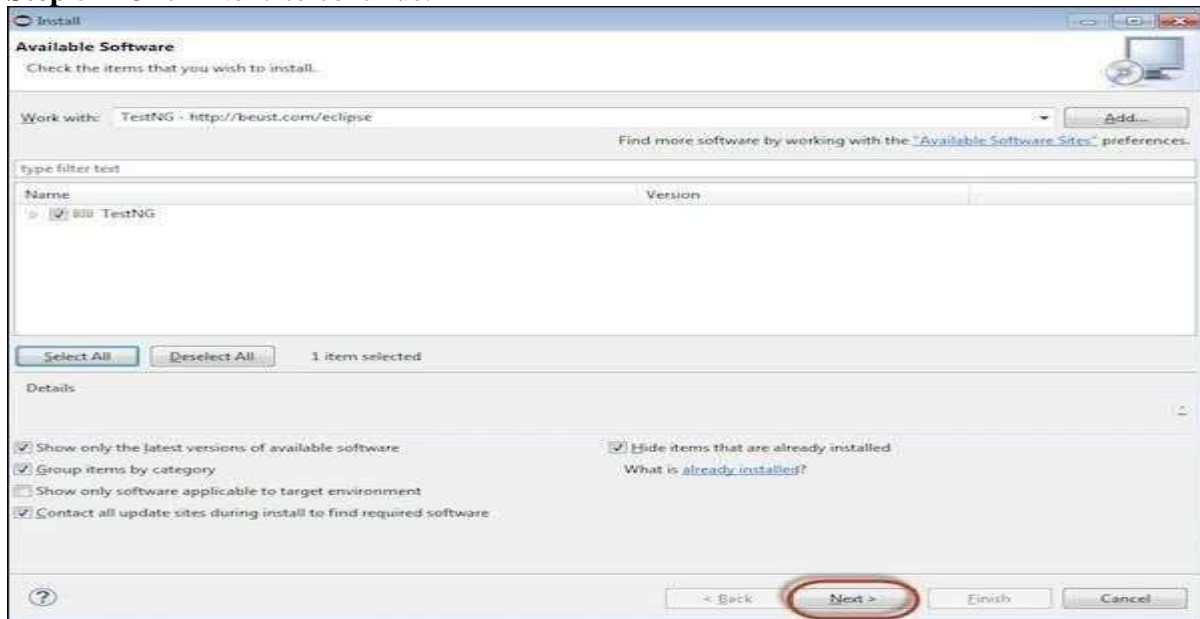 Install
Available Software
Check the items that you wish to install.
Work with: TestNG - http://beust.com/eclipse Add...
Find more software by working with the "Available Software Sites" preferences.
type filter text
Name Version
TestNG
Select All Deselect All 1 item selected
Details
Show only the latest versions of available software Hide items that are already installed
Group items by category What is already installed?
Show only software applicable to target environment
Contact all update sites during install to find required software
? < Back Next > Finish Cancel